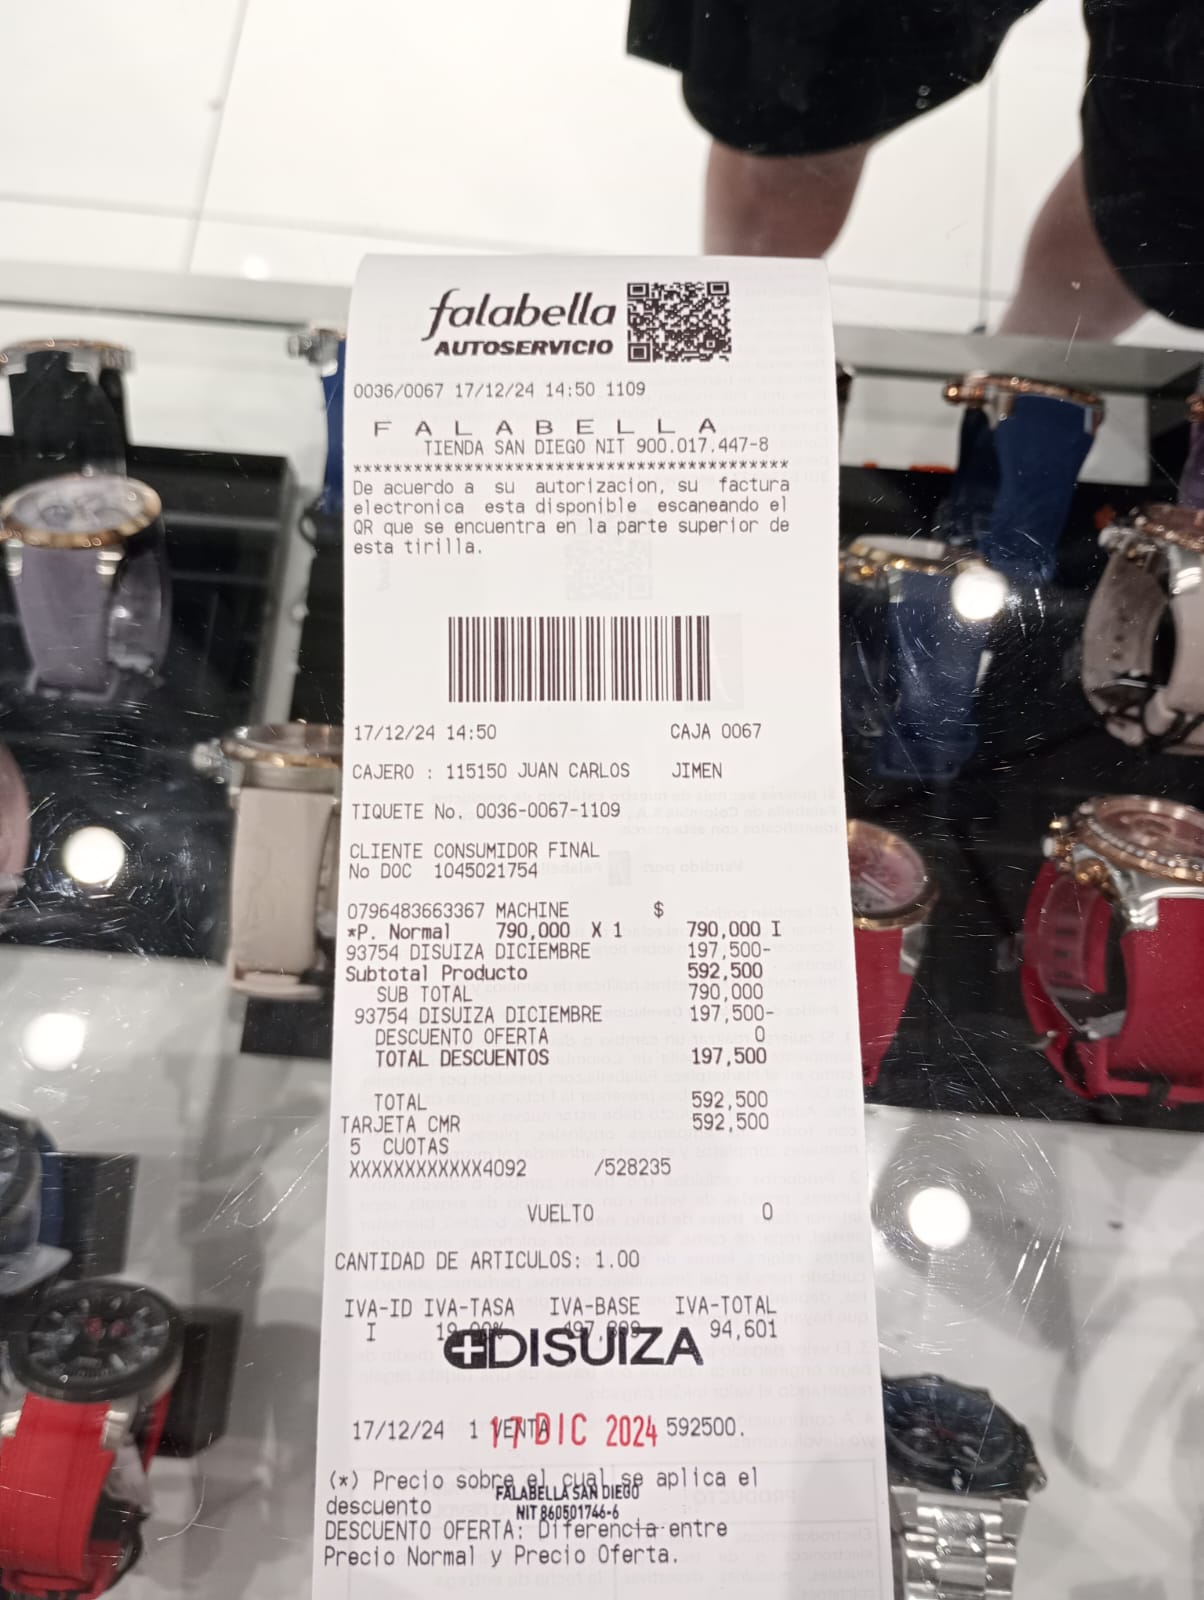 falabella
AUTOSERVICIO
0036/0067 17/12/24 14:50 1109
F A L A B E L L A
TIENDA SAN DIEGO NIT 900.017.447-8
*******************************************
De acuerdo a su autorizacion, su factura
electronica esta disponible escaneando el
QR que se encuentra en la parte superior de
esta tirilla.
17/12/24 14:50 CAJA 0067
CAJERO : 115150 JUAN CARLOS JIMEN
TIQUETE No. 0036-0067-1109
CLIENTE CONSUMIDOR FINAL
No DOC 1045021754
0796483663367 MACHINE $
*P. Normal 790,000 X 1 790,000 I
93754 DISUIZA DICIEMBRE 197,500-
Subtotal Producto 592,500
SUB TOTAL 790,000
93754 DISUIZA DICIEMBRE 197,500-
DESCUENTO OFERTA 0
TOTAL DESCUENTOS 197,500
TOTAL 592,500
TARJETA CMR 592,500
5 CUOTAS
XXXXXXXXXXXX4092 /528235
VUELTO 0
CANTIDAD DE ARTICULOS: 1.00
IVA-ID IVA-TASA IVA-BASE IVA-TOTAL
I 19.00% 497,899 94,601
DISUIZA
17/12/24 1 VENTA 592500.
17 DIC 2024
(*) Precio sobre el cual se aplica el
descuento
FALABELLA SAN DIEGO
NIT 860501746-6
DESCUENTO OFERTA: Diferencia entre
Precio Normal y Precio Oferta.